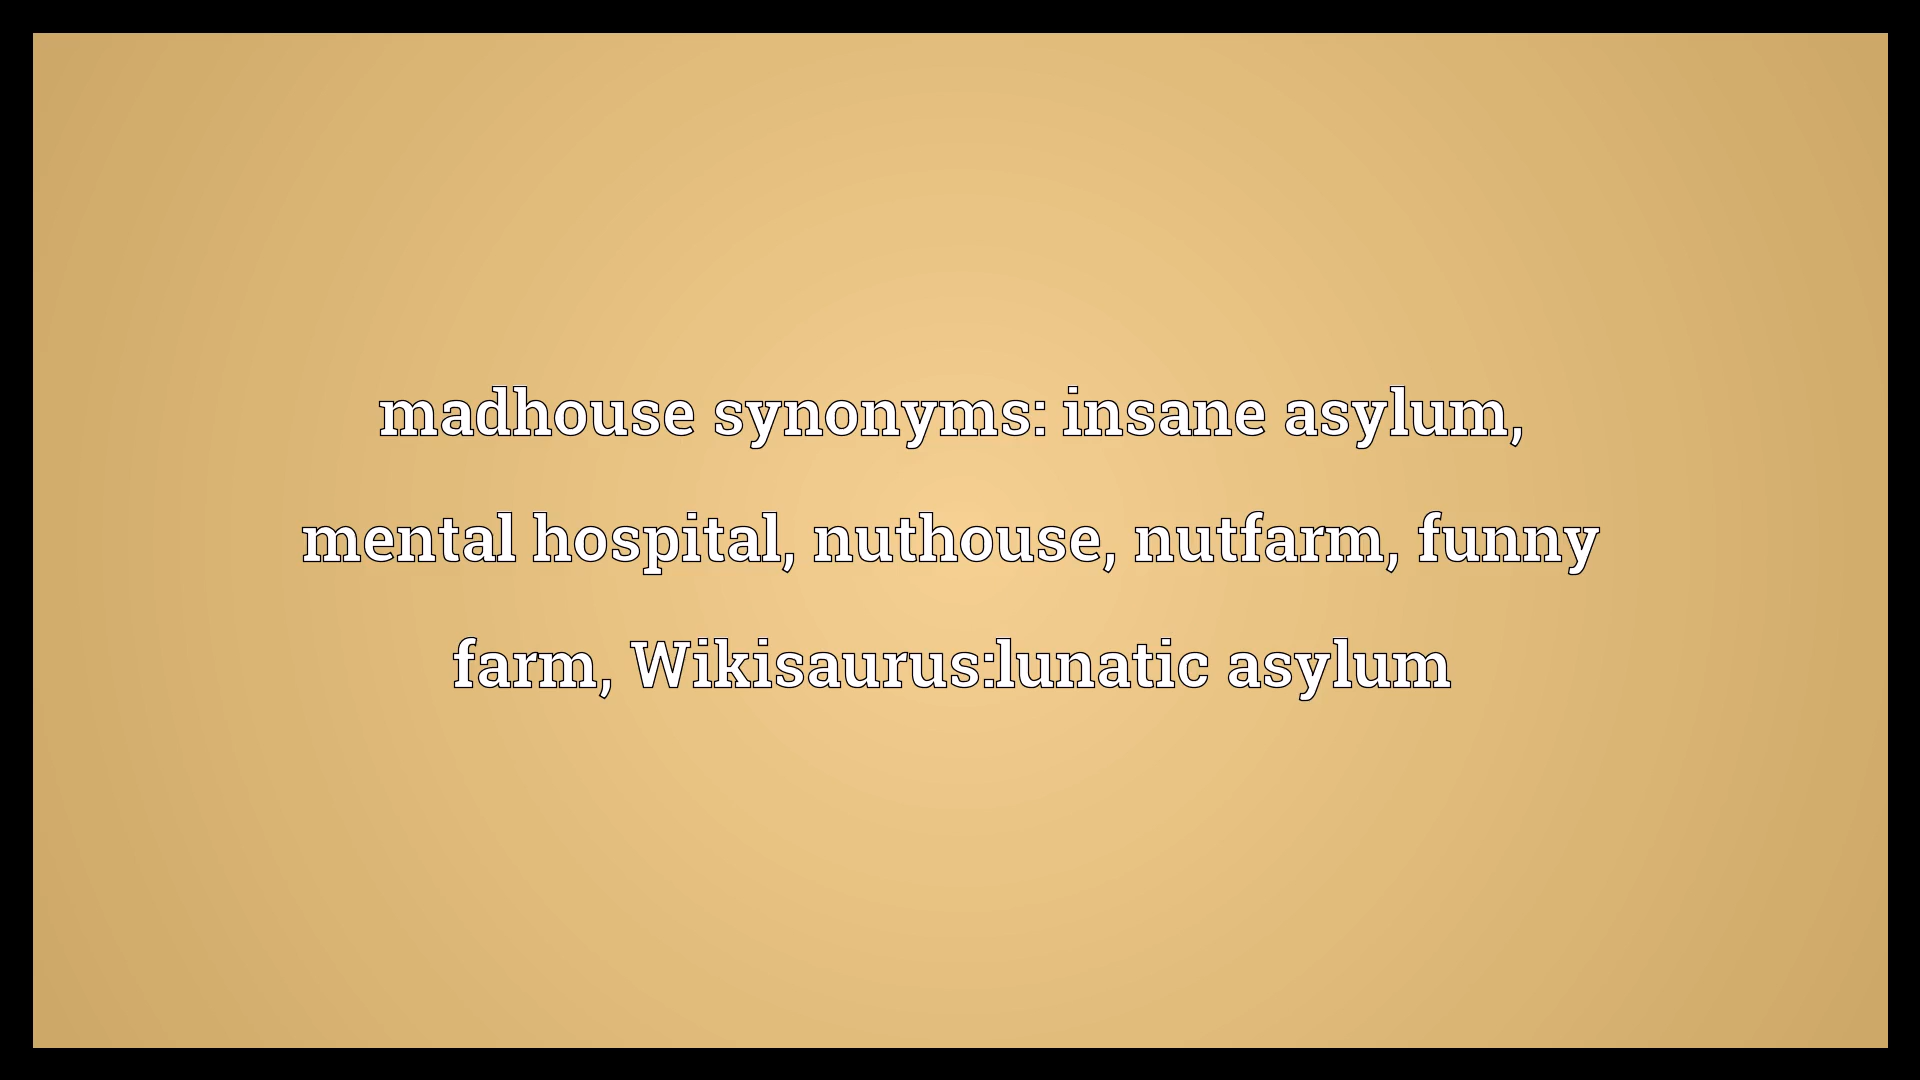 madhouse synonyms: insane asylum,
mental hospital, nuthouse, nutfarm, funny
farm, Wikisaurus:lunatic asylum